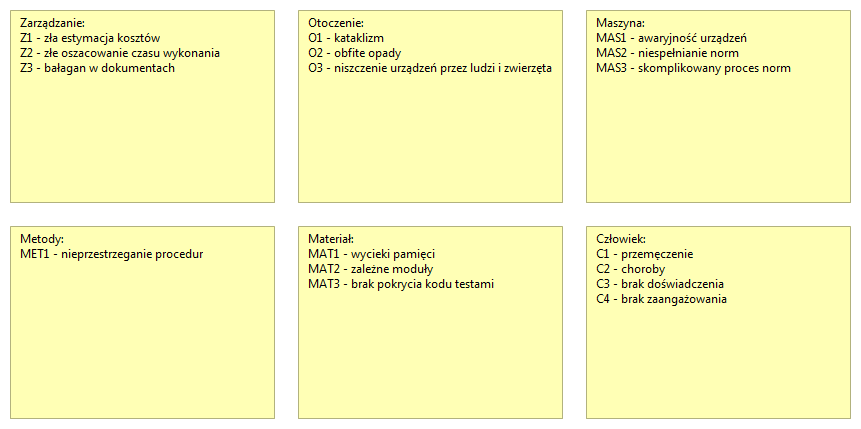 Zarządzanie:
Z1 - zła estymacja kosztów
Z2 - złe oszacowanie czasu wykonania
Z3 - bałagan w dokumentach
Otoczenie:
O1 - kataklizm
O2 - obfite opady
O3 - niszczenie urządzeń przez ludzi i zwierzęta
Maszyna:
MAS1 - awaryjność urządzeń
MAS2 - niespełnianie norm
MAS3 - skomplikowany proces norm
Metody:
MET1 - nieprzestrzeganie procedur
Materiał:
MAT1 - wycieki pamięci
MAT2 - zależne moduły
MAT3 - brak pokrycia kodu testami
Człowiek:
C1 - przemęczenie
C2 - choroby
C3 - brak doświadczenia
C4 - brak zaangażowania